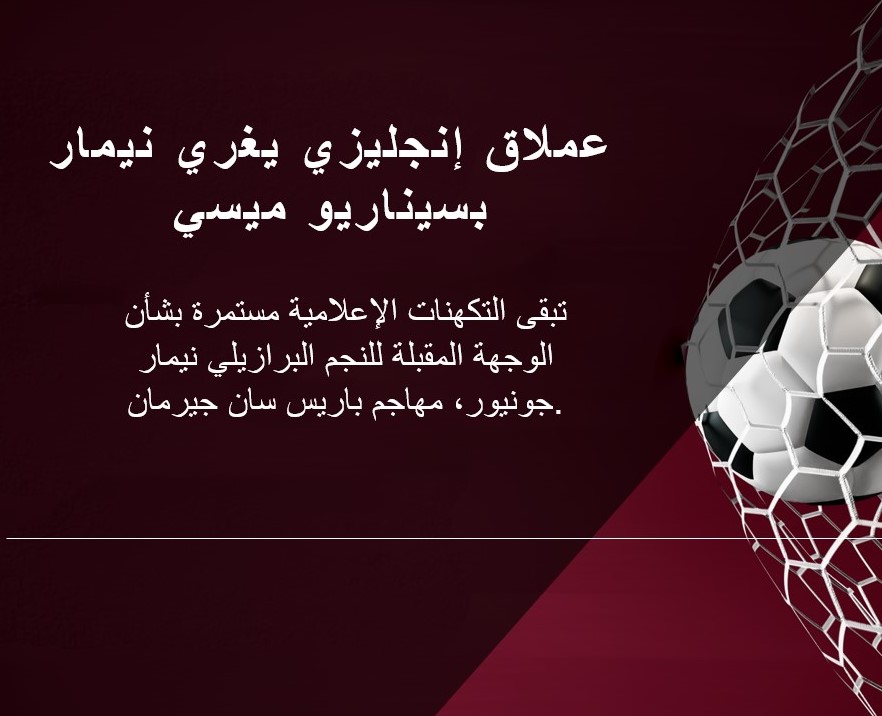 عملاق إنجليزي يغري نيمار
بسيناريو ميسي
تبقى التكهنات الإعلامية مستمرة بشأن
الوجهة المقبلة للنجم البرازيلي نيمار
جونيور، مهاجم باريس سان جيرمان.